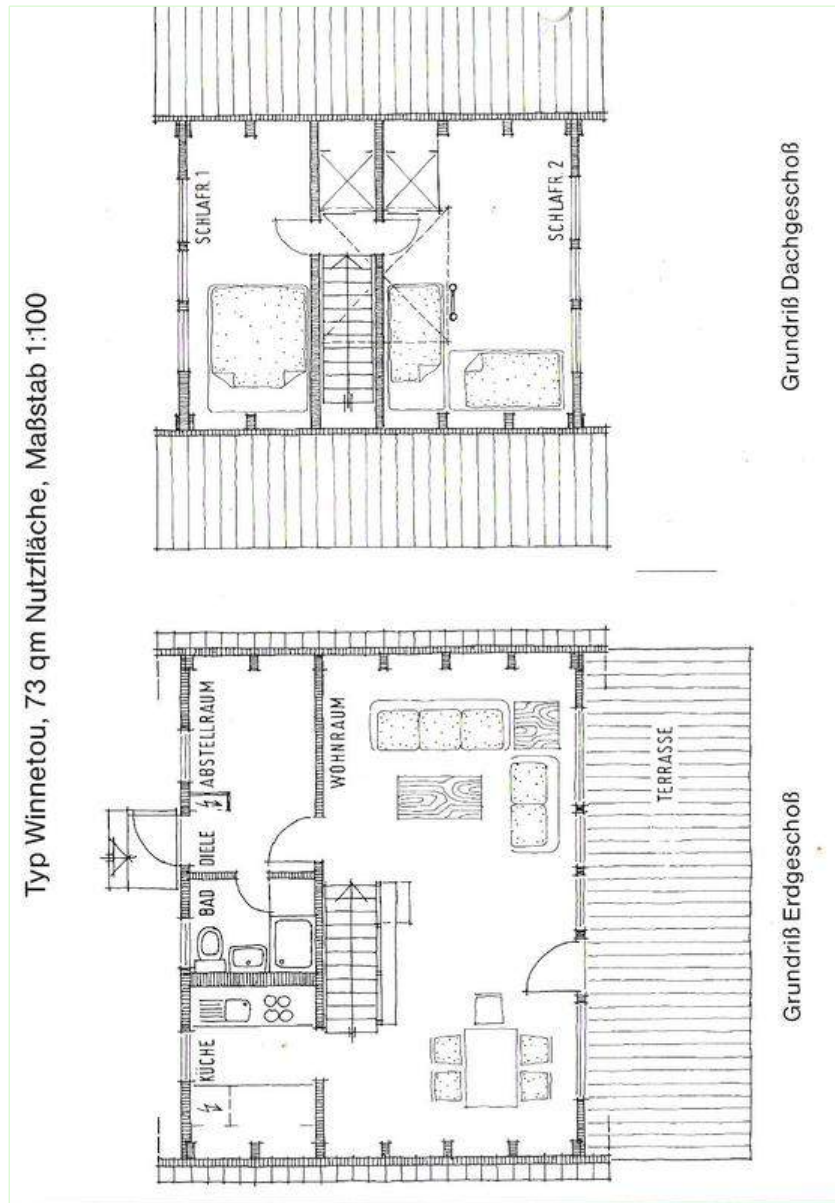 Typ Winnetou, 73 qm Nutzfläche, Maßstab 1:100
KÜCHE
BAD
DIELE
ABSTELLRAUM
WOHNRAUM
TERRASSE
Grundriß Erdgeschoß
SCHLAFR. 1
SCHLAFR. 2
Grundriß Dachgeschoß